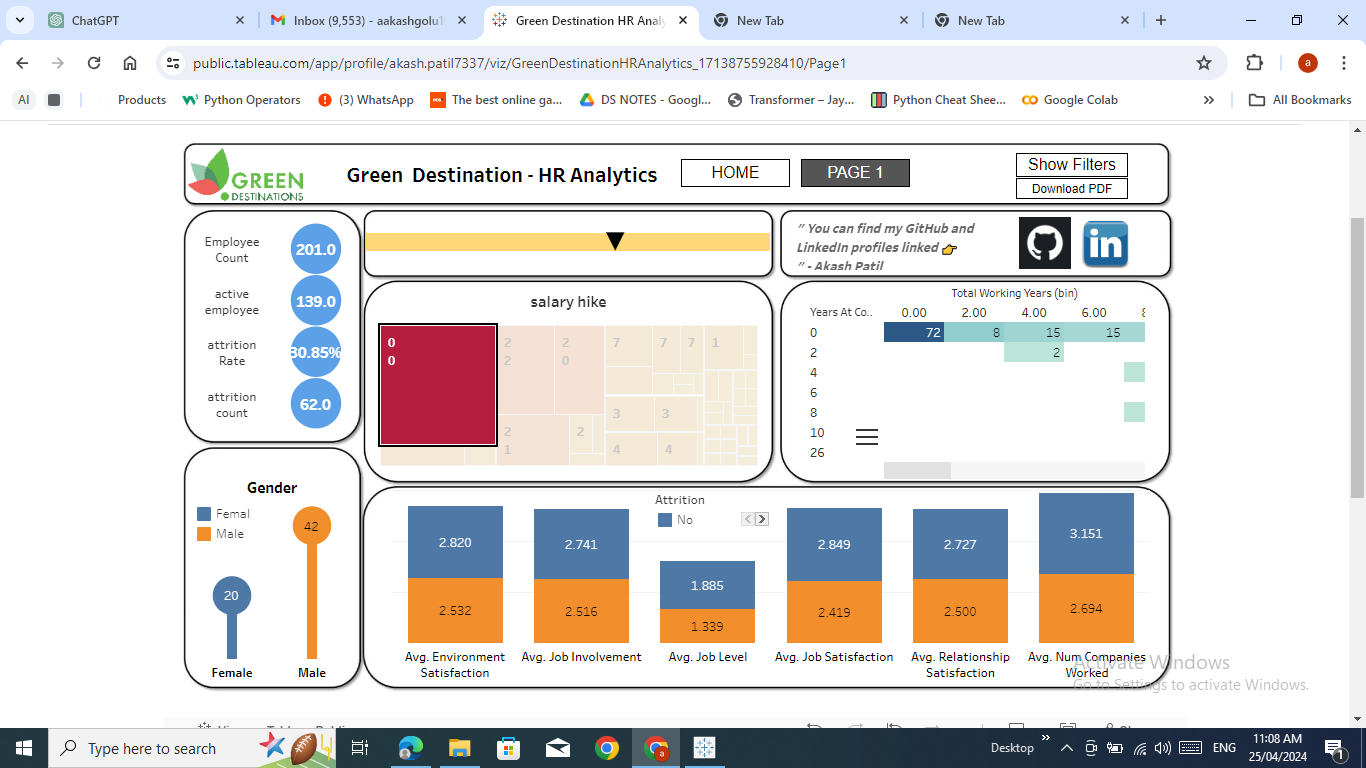 ChatGPT
Inbox (9,553) - aakashgolu1
Green Destination HR Analy
New Tab
New Tab
public.tableau.com/app/profile/akash.patil7337/viz/GreenDestinationHRAnalytics_17138755928410/Page1
a
AI
Products
Python Operators
(3) WhatsApp
The best online ga...
DS NOTES - Googl...
Transformer – Jay...
Python Cheat Shee...
Google Colab
All Bookmarks
GREEN
DESTINATIONS
Green Destination - HR Analytics
HOME
PAGE 1
Show Filters
Download PDF
Employee
Count
201.0
active
employee
139.0
attrition
Rate
30.85%
attrition
count
62.0
" You can find my GitHub and
LinkedIn profiles linked 👉
" - Akash Patil
in
salary hike
0
0
2
2
2
0
7
7
7
1
2
1
2
3
3
4
4
Total Working Years (bin)
Years At Co..
0.00 2.00 4.00 6.00
0 72 8 15 15
2 2
4
6
8
10
26
Gender
Femal
Male
42
20
Female
Male
Attrition
No
2.820 2.741 1.885 2.849 2.727 3.151
2.532 2.516 1.339 2.419 2.500 2.694
Avg. Environment
Satisfaction
Avg. Job Involvement
Avg. Job Level
Avg. Job Satisfaction
Avg. Relationship
Satisfaction
Avg. Num Companies
Worked
Activate Windows
Go to Settings to activate Windows.
Type here to search
Desktop
ENG
11:08 AM
25/04/2024
1